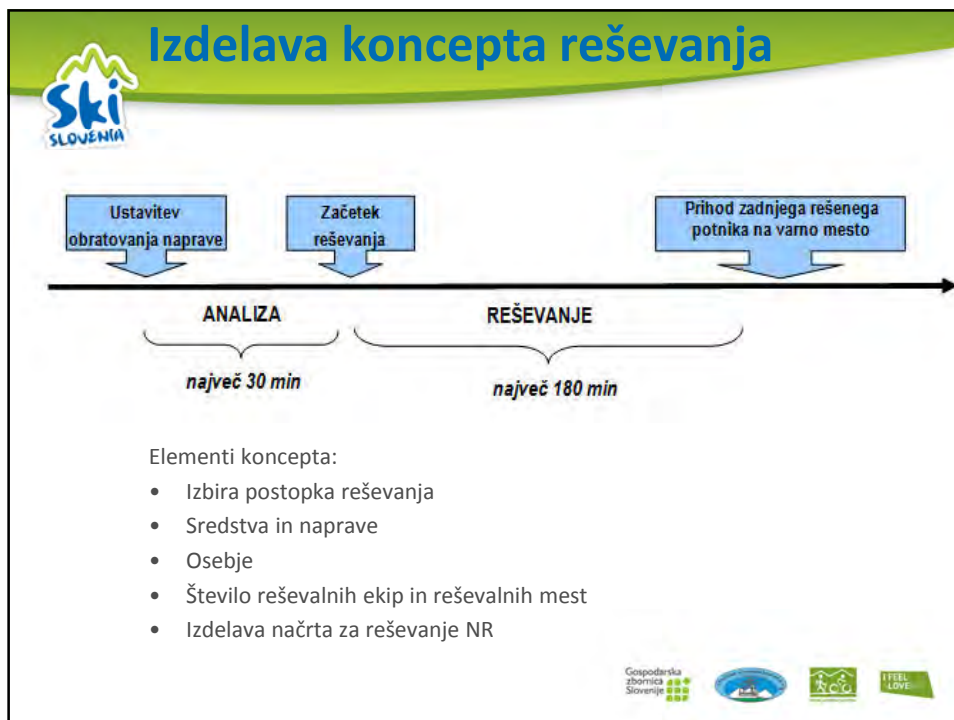 Izdelava koncepta reševanja
Ski
SLOVENIA
Ustavitev
obratovanja naprave
Začetek
reševanja
Prihod zadnjega rešenega
potnika na varno mesto
ANALIZA
REŠEVANJE
največ 30 min
največ 180 min
Elementi koncepta:
• Izbira postopka reševanja
• Sredstva in naprave
• Osebje
• Število reševalnih ekip in reševalnih mest
• Izdelava načrta za reševanje NR
Gospodarska
zbornica
Slovenije
I FEEL
LOVE